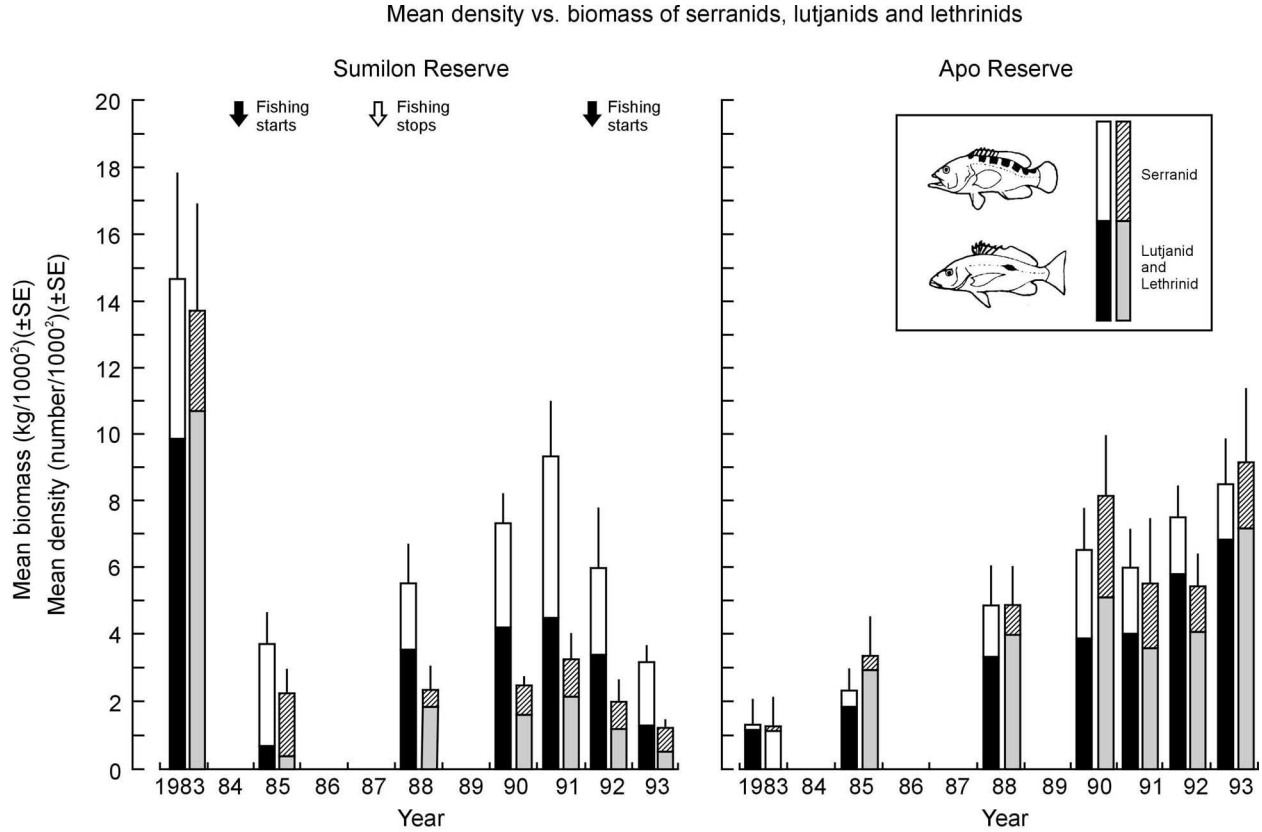 Mean density vs. biomass of serranids, lutjanids and lethrinids
Sumilon Reserve
Apo Reserve
Fishing
starts
Fishing
stops
Fishing
starts
Serranid
Lutjanid
and
Lethrinid
Mean biomass (kg/1000²)(±SE)
Mean density (number/1000²)(±SE)
20
18
16
14
12
10
8
6
4
2
0
1983 84 85 86 87 88 89 90 91 92 93
Year
1983 84 85 86 87 88 89 90 91 92 93
Year